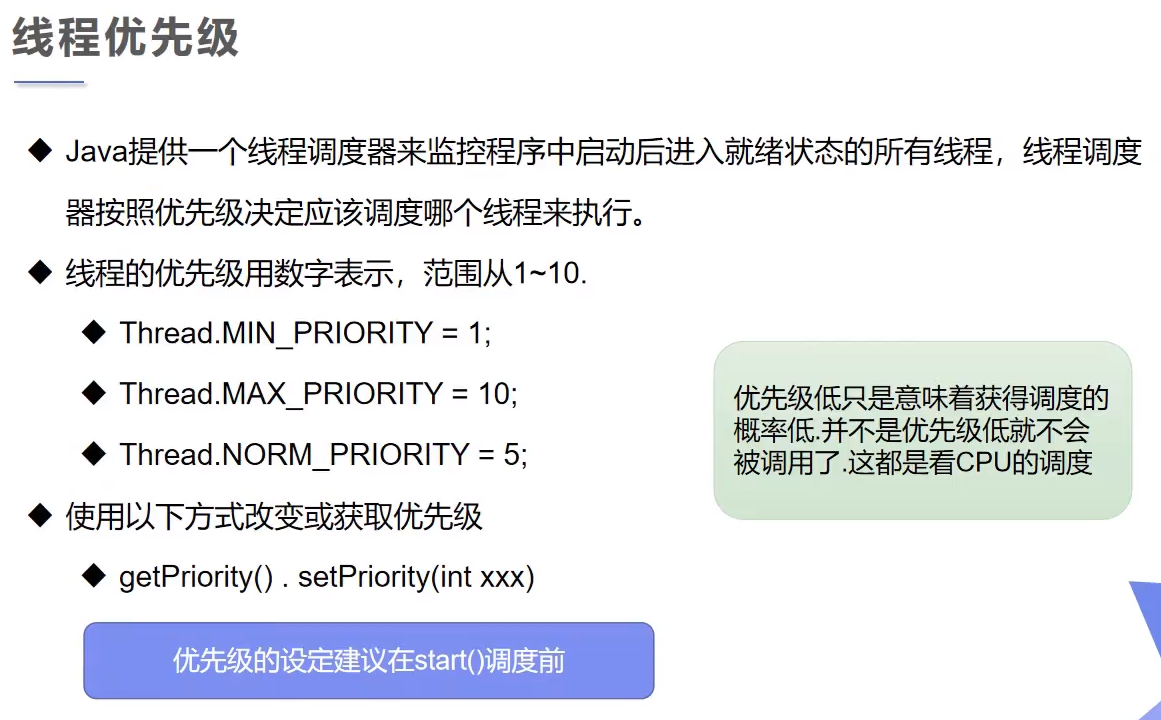 线程优先级
Java提供一个线程调度器来监控程序中启动后进入就绪状态的所有线程，线程调度
器按照优先级决定应该调度哪个线程来执行。
线程的优先级用数字表示，范围从1~10.
Thread.MIN_PRIORITY = 1;
Thread.MAX_PRIORITY = 10;
Thread.NORM_PRIORITY = 5;
优先级低只是意味着获得调度的
概率低.并不是优先级低就不会
被调用了.这都是看CPU的调度
使用以下方式改变或获取优先级
getPriority() . setPriority(int xxx)
优先级的设定建议在start()调度前